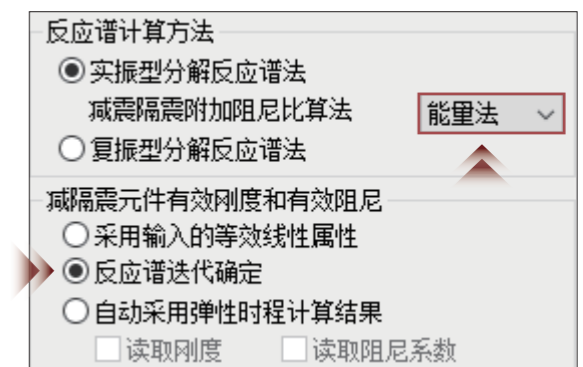 反应谱计算方法
实振型分解反应谱法
减震隔震附加阻尼比算法 能量法
复振型分解反应谱法
减隔震元件有效刚度和有效阻尼
采用输入的等效线性属性
反应谱迭代确定
自动采用弹性时程计算结果
读取刚度 读取阻尼系数